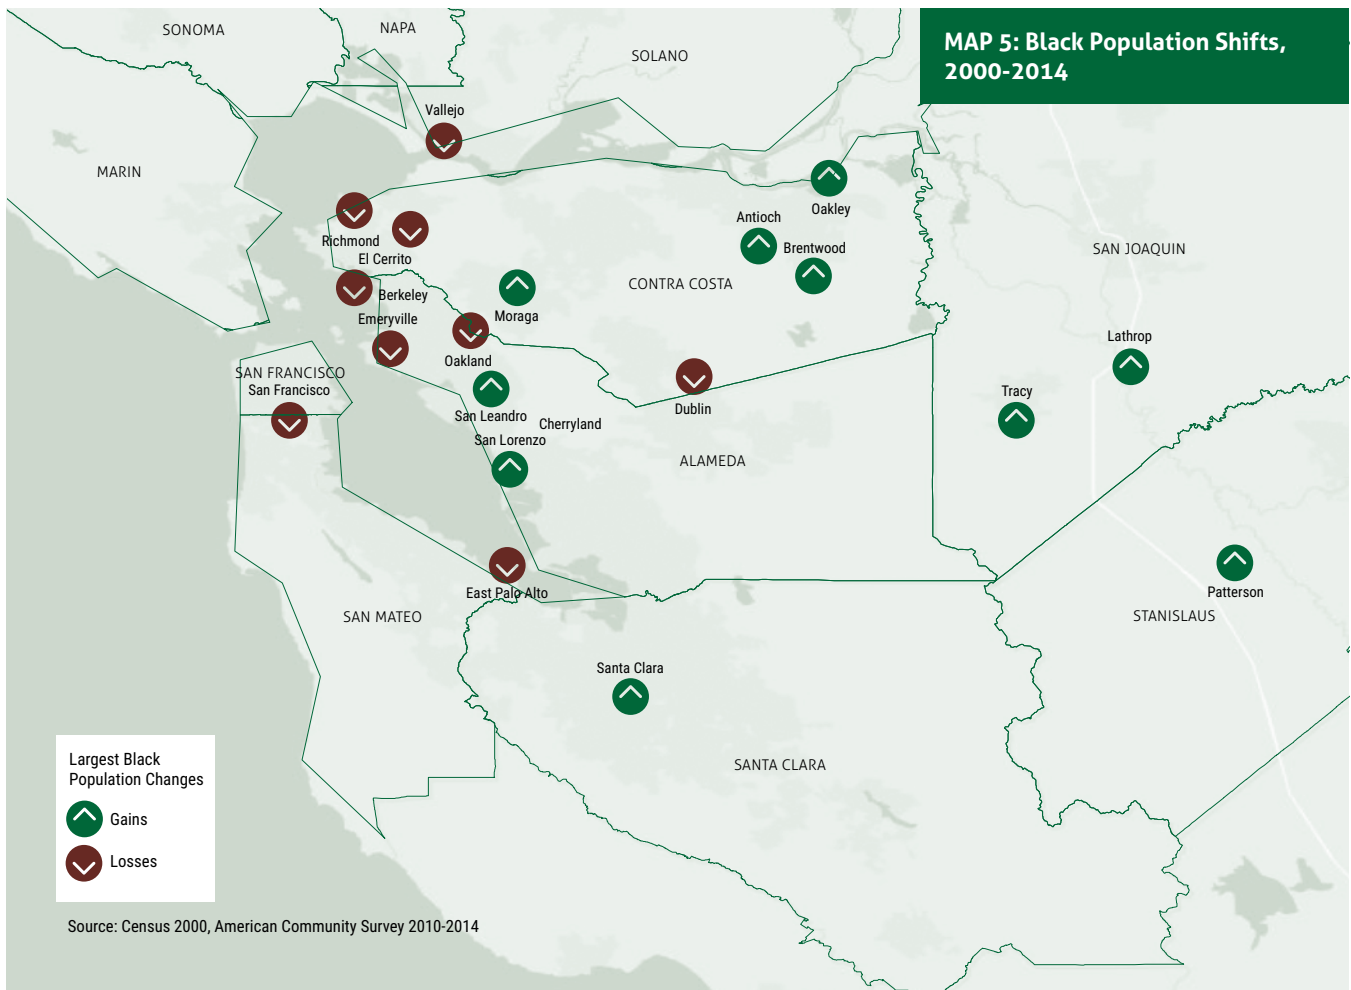 MAP 5: Black Population Shifts,
2000-2014
SONOMA
NAPA
SOLANO
Vallejo
MARIN
Oakley
Antioch
Richmond
El Cerrito
Brentwood
SAN JOAQUIN
CONTRA COSTA
Berkeley
Moraga
Emeryville
Lathrop
Oakland
SAN FRANCISCO
San Francisco
Tracy
Dublin
San Leandro
Cherryland
San Lorenzo
ALAMEDA
East Palo Alto
Patterson
SAN MATEO
STANISLAUS
Santa Clara
SANTA CLARA
Largest Black
Population Changes
Gains
Losses
Source: Census 2000, American Community Survey 2010-2014